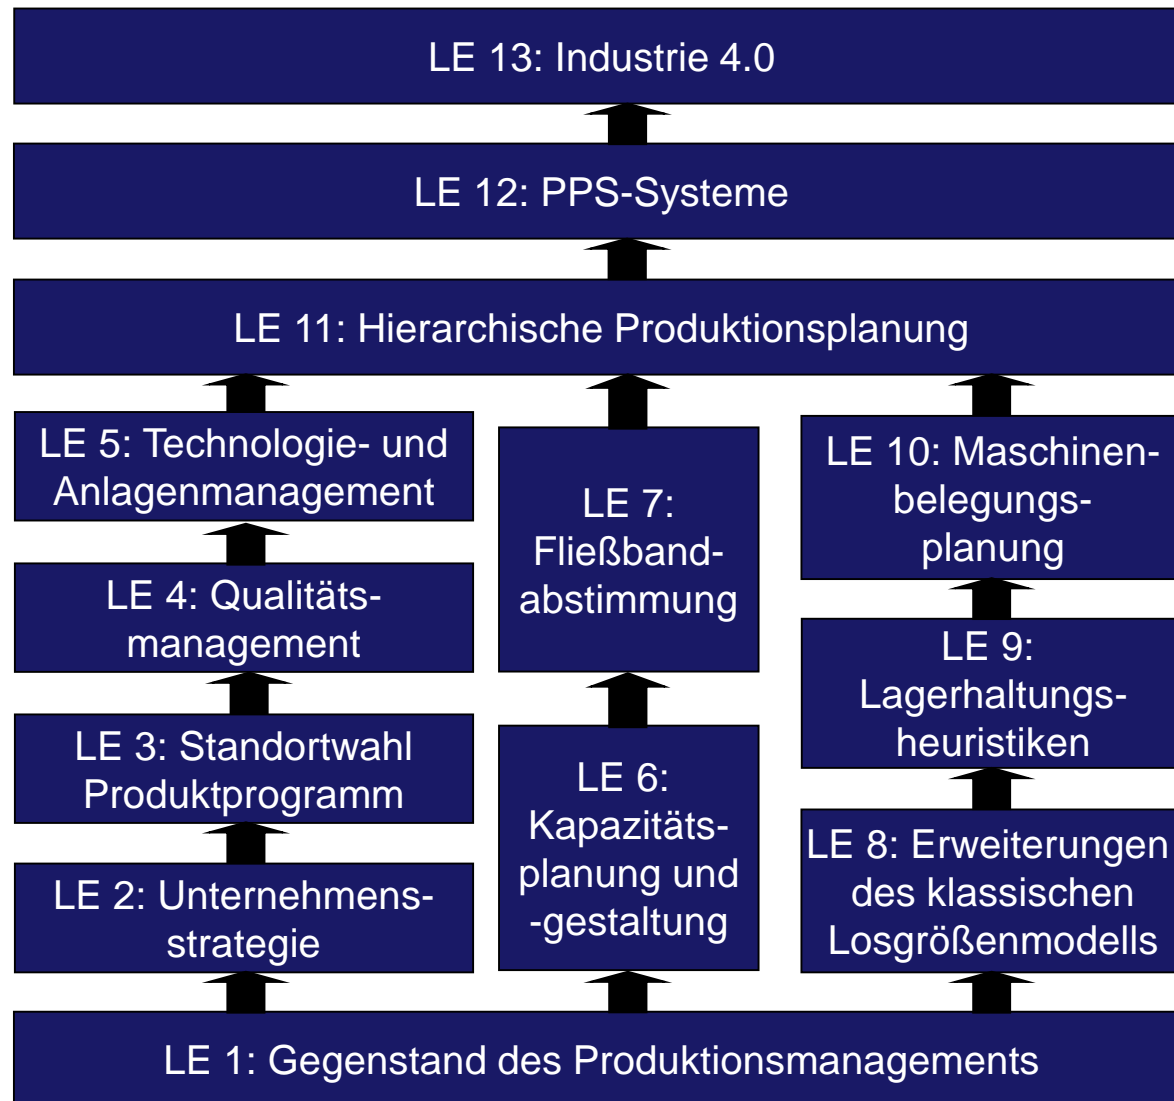 LE 13: Industrie 4.0
LE 12: PPS-Systeme
LE 11: Hierarchische Produktionsplanung
LE 5: Technologie- und
Anlagenmanagement
LE 4: Qualitäts-
management
LE 3: Standortwahl
Produktprogramm
LE 2: Unternehmens-
strategie
LE 7:
Fließband-
abstimmung
LE 6:
Kapazitäts-
planung und
-gestaltung
LE 10: Maschinen-
belegungs-
planung
LE 9:
Lagerhaltungs-
heuristiken
LE 8: Erweiterungen
des klassischen
Losgrößenmodells
LE 1: Gegenstand des Produktionsmanagements